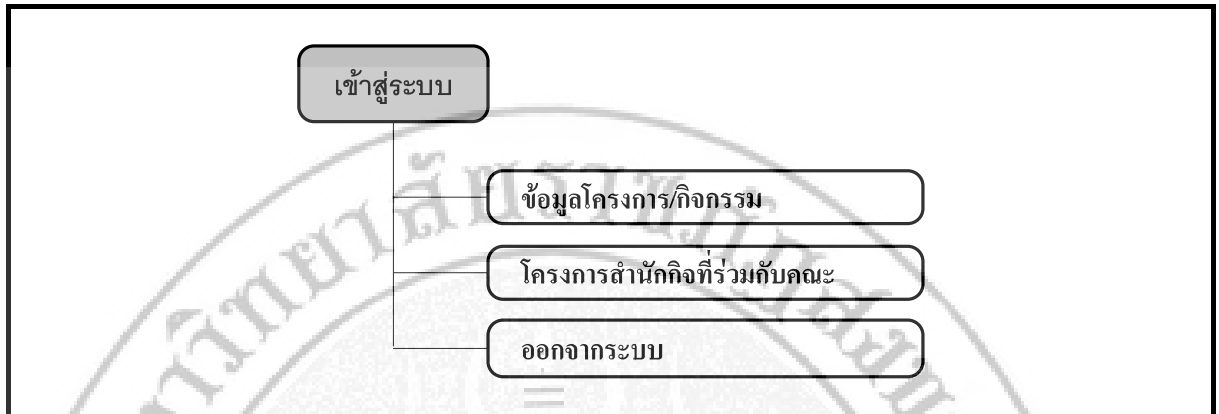 เข้าสู่ระบบ
ข้อมูลโครงการ/กิจกรรม
โครงการสำนักกิจที่ร่วมกับคณะ
ออกจากระบบ